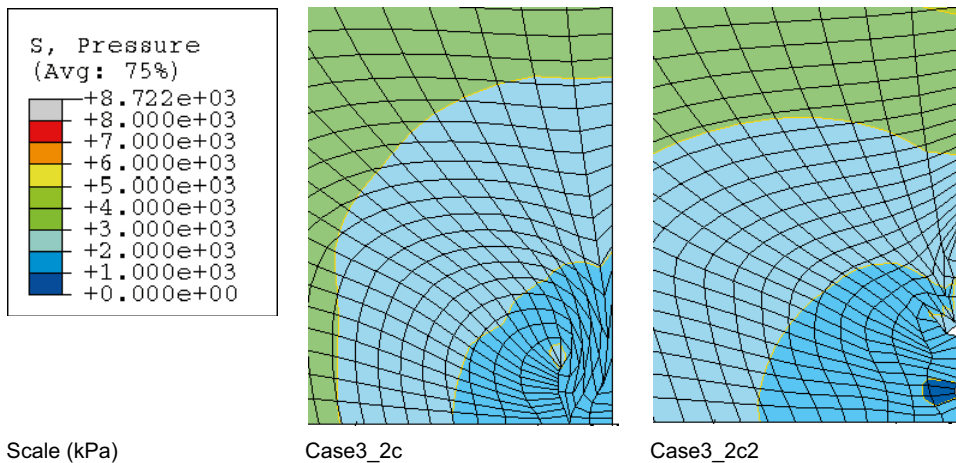 S, Pressure
(Avg: 75%)
+8.722e+03
+8.000e+03
+7.000e+03
+6.000e+03
+5.000e+03
+4.000e+03
+3.000e+03
+2.000e+03
+1.000e+03
+0.000e+00
Scale (kPa)
Case3_2c
Case3_2c2